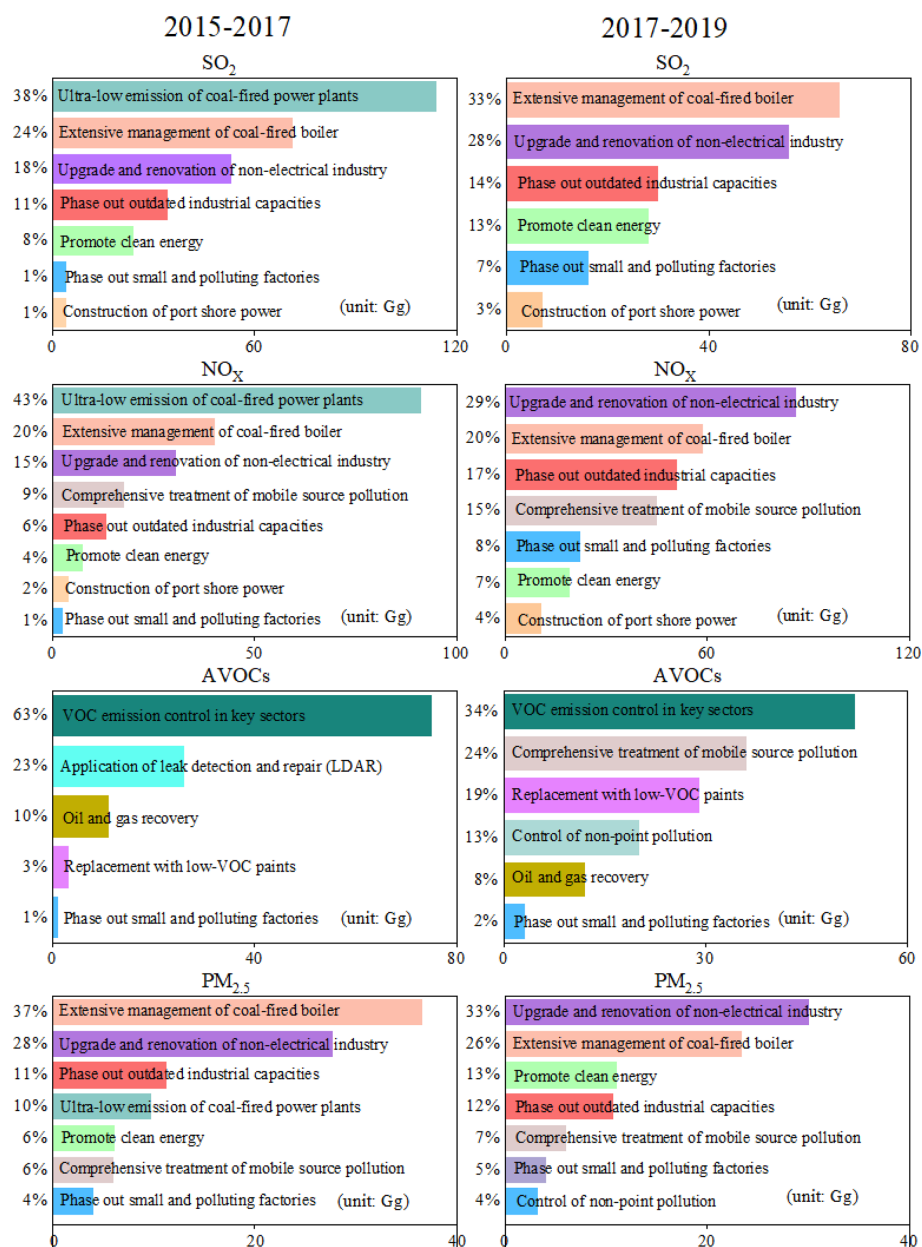 2015-2017
2017-2019
SO2
38% Ultra-low emission of coal-fired power plants
24% Extensive management of coal-fired boiler
18% Upgrade and renovation of non-electrical industry
11% Phase out outdated industrial capacities
8% Promote clean energy
1% Phase out small and polluting factories
1% Construction of port shore power (unit: Gg)
0 60 120
SO2
33% Extensive management of coal-fired boiler
28% Upgrade and renovation of non-electrical industry
14% Phase out outdated industrial capacities
13% Promote clean energy
7% Phase out small and polluting factories
3% Construction of port shore power (unit: Gg)
0 40 80
NOX
43% Ultra-low emission of coal-fired power plants
20% Extensive management of coal-fired boiler
15% Upgrade and renovation of non-electrical industry
9% Comprehensive treatment of mobile source pollution
6% Phase out outdated industrial capacities
4% Promote clean energy
2% Construction of port shore power
1% Phase out small and polluting factories (unit: Gg)
0 50 100
NOX
29% Upgrade and renovation of non-electrical industry
20% Extensive management of coal-fired boiler
17% Phase out outdated industrial capacities
15% Comprehensive treatment of mobile source pollution
8% Phase out small and polluting factories
7% Promote clean energy
4% Construction of port shore power (unit: Gg)
0 60 120
AVOCs
63% VOC emission control in key sectors
23% Application of leak detection and repair (LDAR)
10% Oil and gas recovery
3% Replacement with low-VOC paints
1% Phase out small and polluting factories (unit: Gg)
0 40 80
AVOCs
34% VOC emission control in key sectors
24% Comprehensive treatment of mobile source pollution
19% Replacement with low-VOC paints
13% Control of non-point pollution
8% Oil and gas recovery
2% Phase out small and polluting factories (unit: Gg)
0 30 60
PM2.5
37% Extensive management of coal-fired boiler
28% Upgrade and renovation of non-electrical industry
11% Phase out outdated industrial capacities
10% Ultra-low emission of coal-fired power plants
6% Promote clean energy
6% Comprehensive treatment of mobile source pollution
4% Phase out small and polluting factories (unit: Gg)
0 20 40
PM2.5
33% Upgrade and renovation of non-electrical industry
26% Extensive management of coal-fired boiler
13% Promote clean energy
12% Phase out outdated industrial capacities
7% Comprehensive treatment of mobile source pollution
5% Phase out small and polluting factories
4% Control of non-point pollution (unit: Gg)
0 20 40